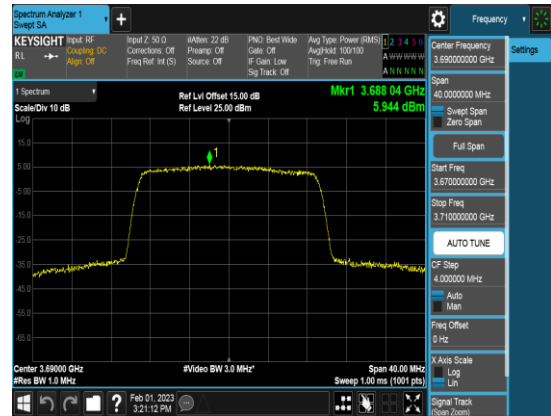 Spectrum Analyzer 1
Swept SA
+
Frequency
KEYSIGHT
RL
Input: RF
Coupling: DC
Align: Off
Input Z: 50 Ω
Corrections: Off
Freq Ref: Int (S)
#Atten: 22 dB
Preamp: Off
Source: Off
PNO: Best Wide
Gate: Off
IF Gain: Low
Sig Track: Off
Avg Type: Power (RMS)
Avg|Hold: 100/100
Trig: Free Run
1 2 3 4 5 6
A W W W W W
A N N N N N
1 Spectrum
Scale/Div 10 dB
Log
Ref Lvl Offset 15.00 dB
Ref Level 25.00 dBm
Mkr1 3.688 04 GHz
5.944 dBm
1
15.0
5.00
-5.00
-15.0
-25.0
-35.0
-45.0
-55.0
-65.0
Center 3.69000 GHz
#Res BW 1.0 MHz
#Video BW 3.0 MHz*
Span 40.00 MHz
Sweep 1.00 ms (1001 pts)
?
Feb 01, 2023
3:21:12 PM
Center Frequency
3.690000000 GHz
Span
40.0000000 MHz
Swept Span
Zero Span
Full Span
Start Freq
3.670000000 GHz
Stop Freq
3.710000000 GHz
AUTO TUNE
CF Step
4.000000 MHz
Auto
Man
Freq Offset
0 Hz
X Axis Scale
Log
Lin
Signal Track
(Span Zoom)
Settings